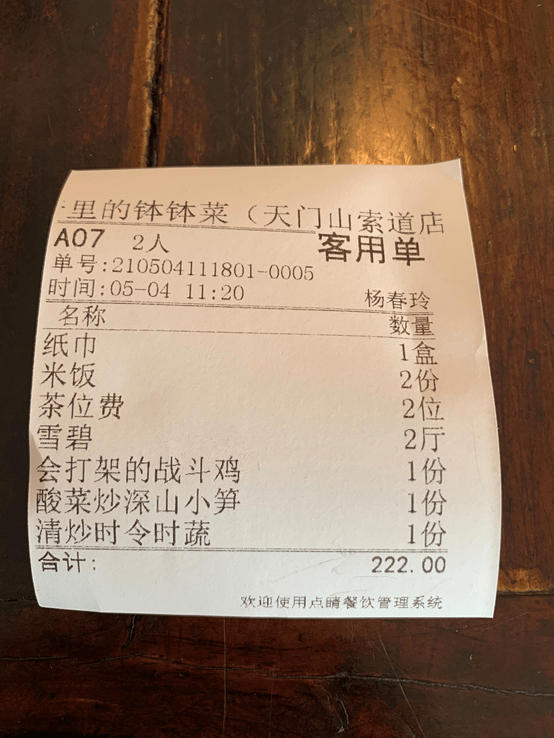 里的钵钵菜（天门山索道店
A07 2人 客用单
单号:210504111801-0005
时间:05-04 11:20 杨春玲
名称 数量
纸巾 1盒
米饭 2份
茶位费 2位
雪碧 2厅
会打架的战斗鸡 1份
酸菜炒深山小笋 1份
清炒时令时蔬 1份
合计: 222.00
欢迎使用点睛餐饮管理系统